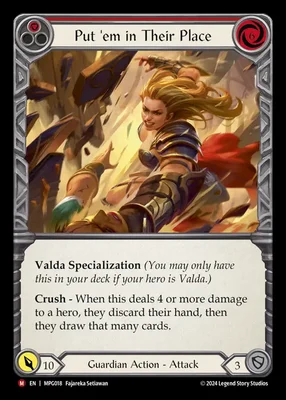 Put 'em in Their Place
Valda Specialization (You may only have
this in your deck if your hero is Valda.)
Crush - When this deals 4 or more damage
to a hero, they discard their hand, then
they draw that many cards.
10
Guardian Action - Attack
3
M EN | MPG018 Fajareka Setiawan
©2024 Legend Story Studios